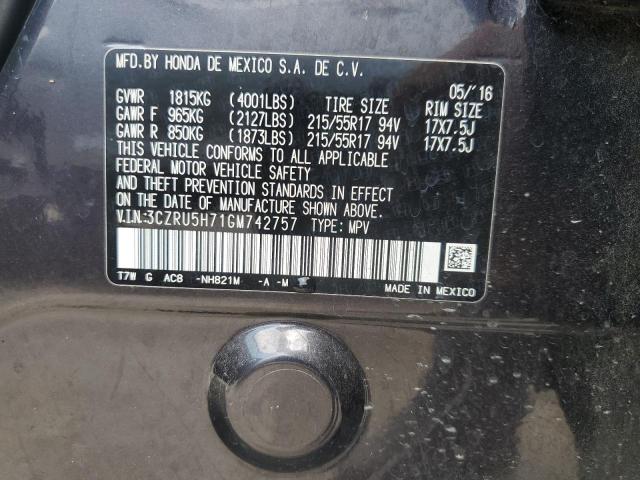 MFD.BY HONDA DE MEXICO S.A. DE C.V.
05/'16
GVWR 1815KG (4001LBS) TIRE SIZE RIM SIZE
GAWR F 965KG (2127LBS) 215/55R17 94V 17X7.5J
GAWR R 850KG (1873LBS) 215/55R17 94V 17X7.5J
THIS VEHICLE CONFORMS TO ALL APPLICABLE
FEDERAL MOTOR VEHICLE SAFETY
AND THEFT PREVENTION STANDARDS IN EFFECT
ON THE DATE OF MANUFACTURE SHOWN ABOVE.
V.I.N:3CZRU5H71GM742757 TYPE: MPV
T7W G AC8 -NH821M -A -M
MADE IN MEXICO